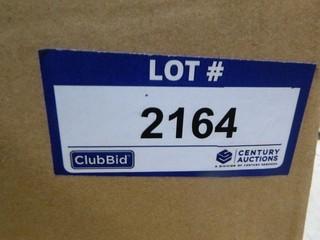 LOT #
2164
ClubBid
CENTURY
AUCTIONS
A DIVISION OF CENTURY SERVICES